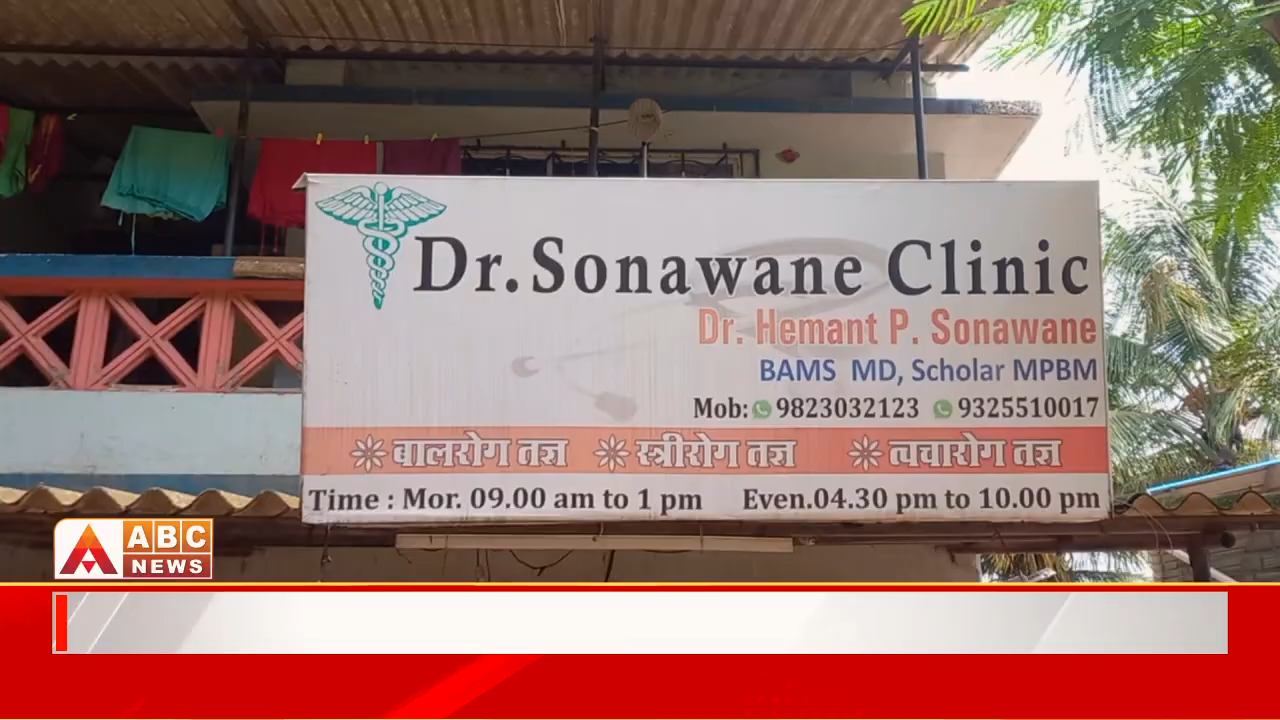 Dr. Sonawane Clinic
Dr. Hemant P. Sonawane
BAMS MD, Scholar MPBM
Mob: 9823032123 9325510017
बालरोग तज्ञ स्त्रीरोग तज्ञ त्वचारोग तज्ञ
Time : Mor. 09.00 am to 1 pm Even.04.30 pm to 10.00 pm
ABC
NEWS